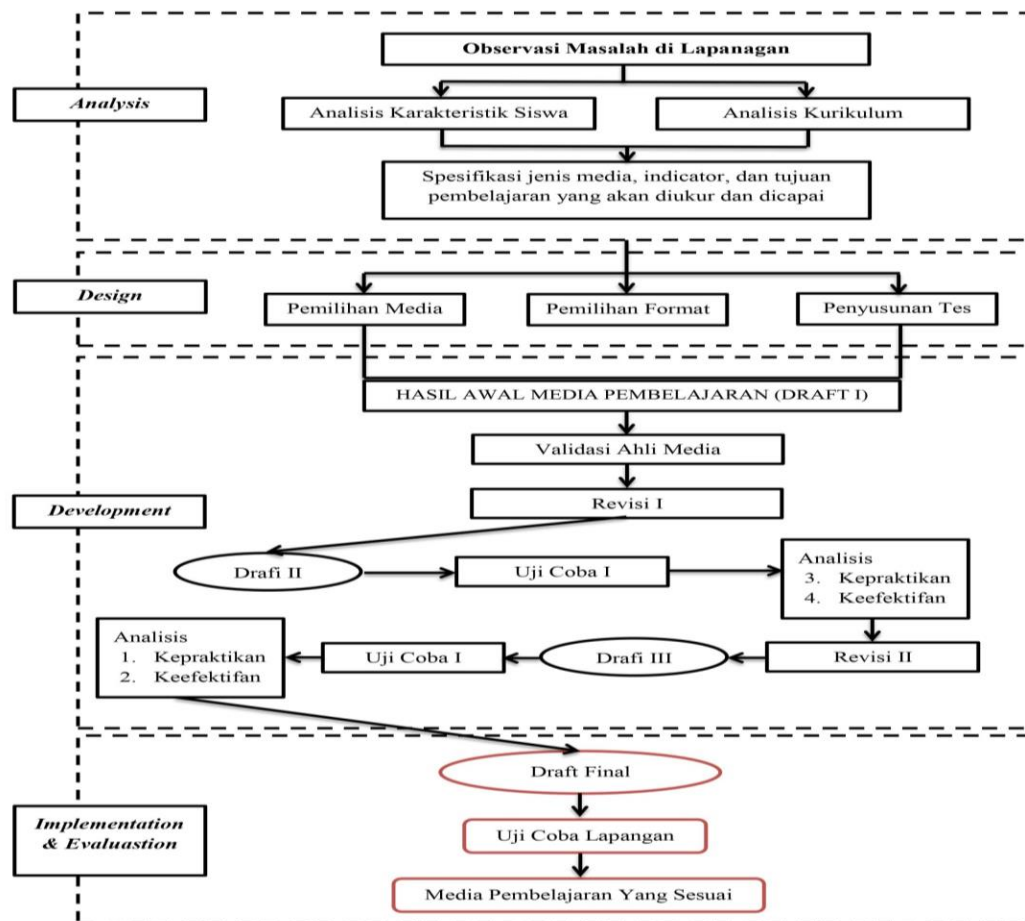 Observasi Masalah di Lapanagan
Analysis
Analisis Karakteristik Siswa
Analisis Kurikulum
Spesifikasi jenis media, indicator, dan tujuan
pembelajaran yang akan diukur dan dicapai
Design
Pemilihan Media
Pemilihan Format
Penyusunan Tes
HASIL AWAL MEDIA PEMBELAJARAN (DRAFT I)
Validasi Ahli Media
Development
Revisi I
Drafi II
Uji Coba I
Analisis
3. Kepraktikan
4. Keefektifan
Revisi II
Drafi III
Uji Coba I
Analisis
1. Kepraktikan
2. Keefektifan
Draft Final
Implementation
& Evaluastion
Uji Coba Lapangan
Media Pembelajaran Yang Sesuai